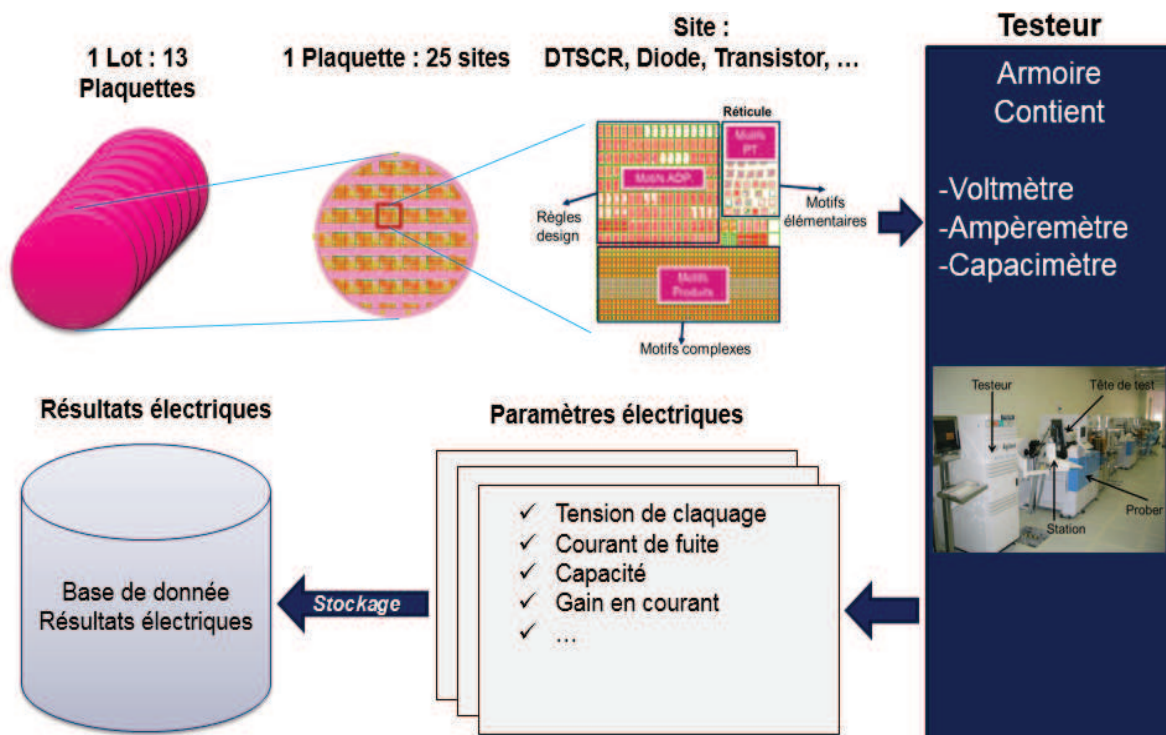 1 Lot : 13
Plaquettes
1 Plaquette : 25 sites
Site :
DTSCR, Diode, Transistor, ...
Réticule
Motifs
PT
Motifs ADP
Règles
design
Motifs
élémentaires
Motifs
Produits
Motifs complexes
Testeur
Armoire
Contient
-Voltmètre
-Ampèremètre
-Capacimètre
Testeur
Tête de test
Prober
Station
Paramètres électriques
✓ Tension de claquage
✓ Courant de fuite
✓ Capacité
✓ Gain en courant
✓ ...
Stockage
Résultats électriques
Base de donnée
Résultats électriques